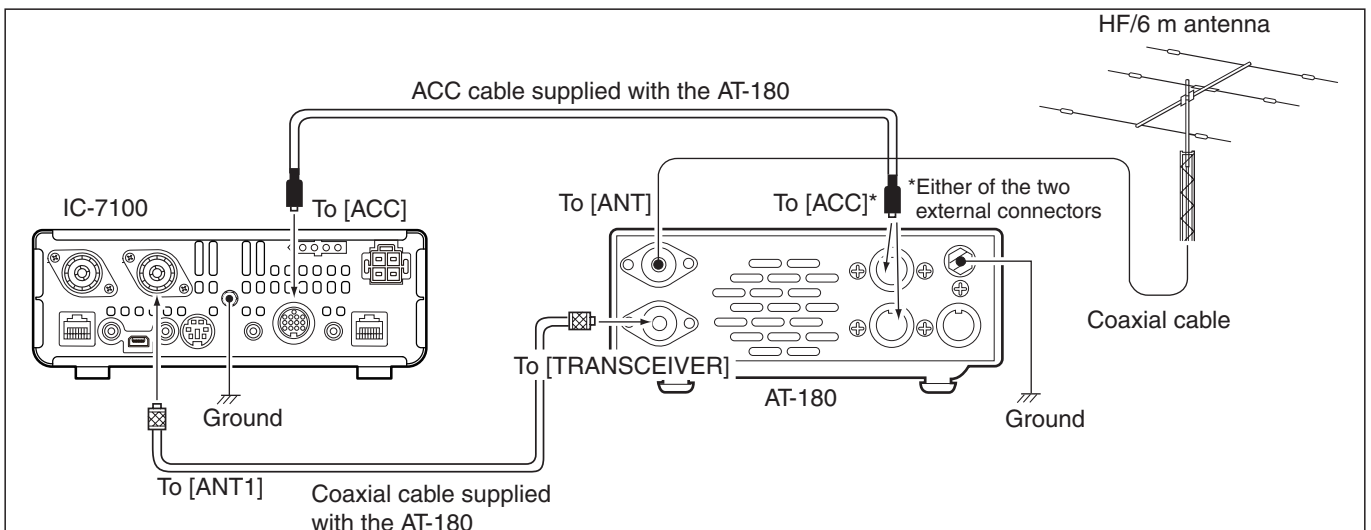 HF/6 m antenna
ACC cable supplied with the AT-180
IC-7100
To [ACC]
To [ANT]
To [ACC]*
*Either of the two
external connectors
Coaxial cable
To [TRANSCEIVER]
AT-180
Ground
Ground
To [ANT1]
Coaxial cable supplied
with the AT-180